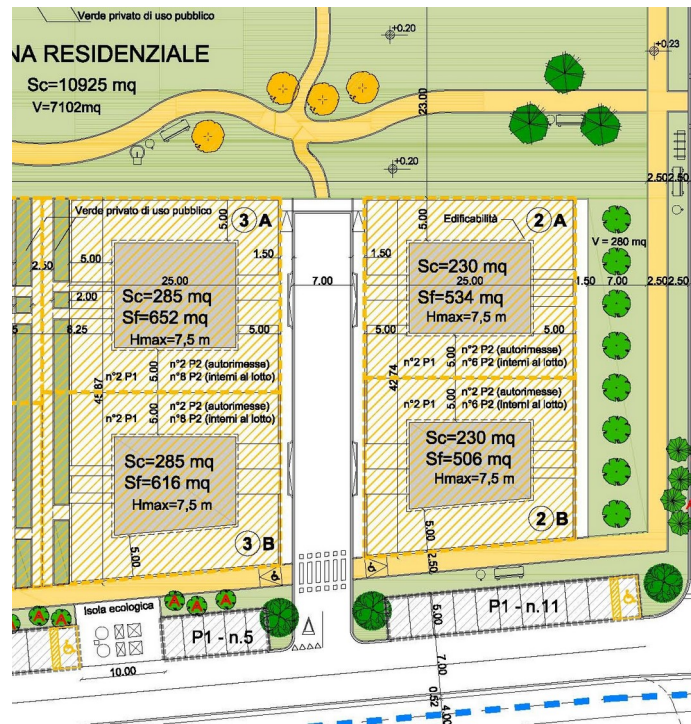 Verde privato di uso pubblico
+0.20
+0.23
NA RESIDENZIALE
Sc=10925 mq
V=7102mq
23.00
+0.20
2.50 2.50
Verde privato di uso pubblico
3 A
Edificabilità
2 A
5.00
5.00
V = 280 mq
2.50
5.00
1.50
1.50
25.00
7.00
25.00
1.50 7.00
2.50 2.50
Sc=285 mq
Sf=652 mq
Hmax=7,5 m
Sc=230 mq
Sf=534 mq
Hmax=7,5 m
2.00
8.25
5.00
5.00
5.00
n°2 P2 (autorimesse)
n°2 P1
5.00
n°6 P2 (interni al lotto)
n°2 P2 (autorimesse)
n°2 P1
5.00
n°6 P2 (interni al lotto)
45.87
42.74
n°2 P2 (autorimesse)
n°2 P1
5.00
n°6 P2 (interni al lotto)
n°2 P2 (autorimesse)
n°2 P1
5.00
n°6 P2 (interni al lotto)
Sc=285 mq
Sf=616 mq
Hmax=7,5 m
Sc=230 mq
Sf=506 mq
Hmax=7,5 m
3 B
2 B
5.00
5.00
2.50
Isola ecologica
A
A
A
A
A
A
P1 - n.5
P1 - n.11
5.00
10.00
7.00
0.52
4.00